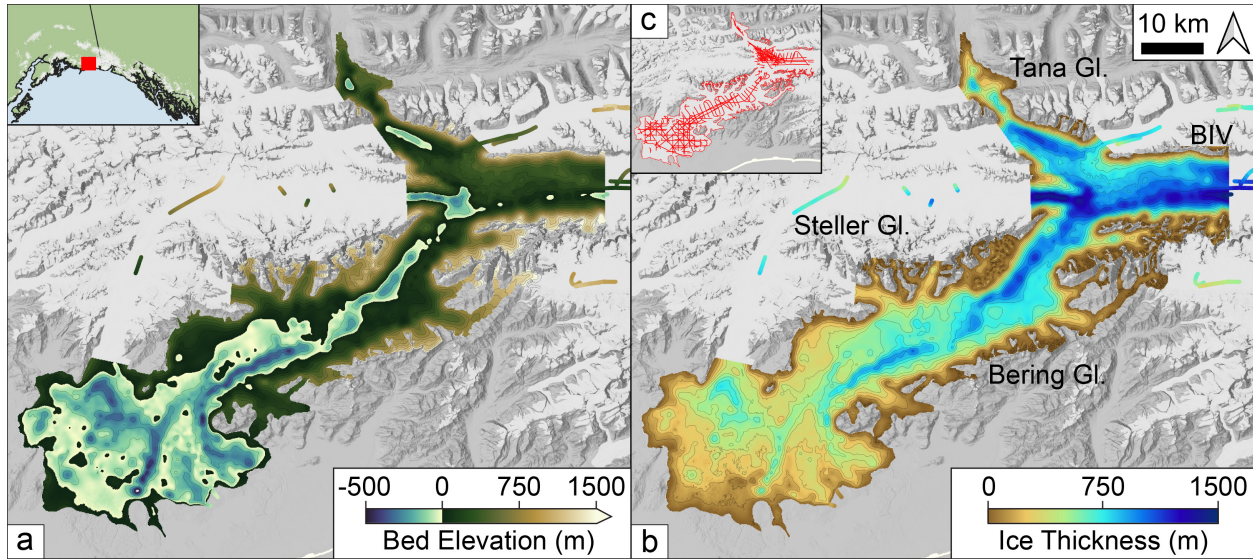 c
10 km
Tana Gl.
BIV
Steller Gl.
Bering Gl.
-500 0 750 1500
Bed Elevation (m)
a
0 750 1500
Ice Thickness (m)
b